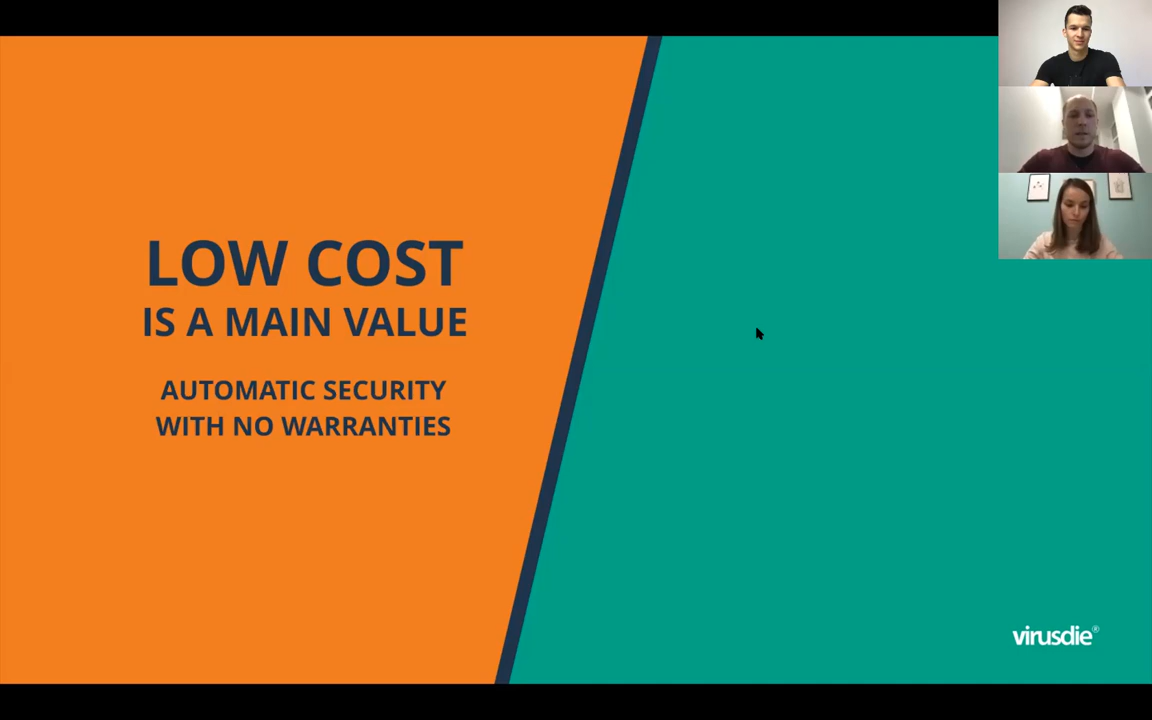 LOW COST
IS A MAIN VALUE
AUTOMATIC SECURITY
WITH NO WARRANTIES
virusdie®